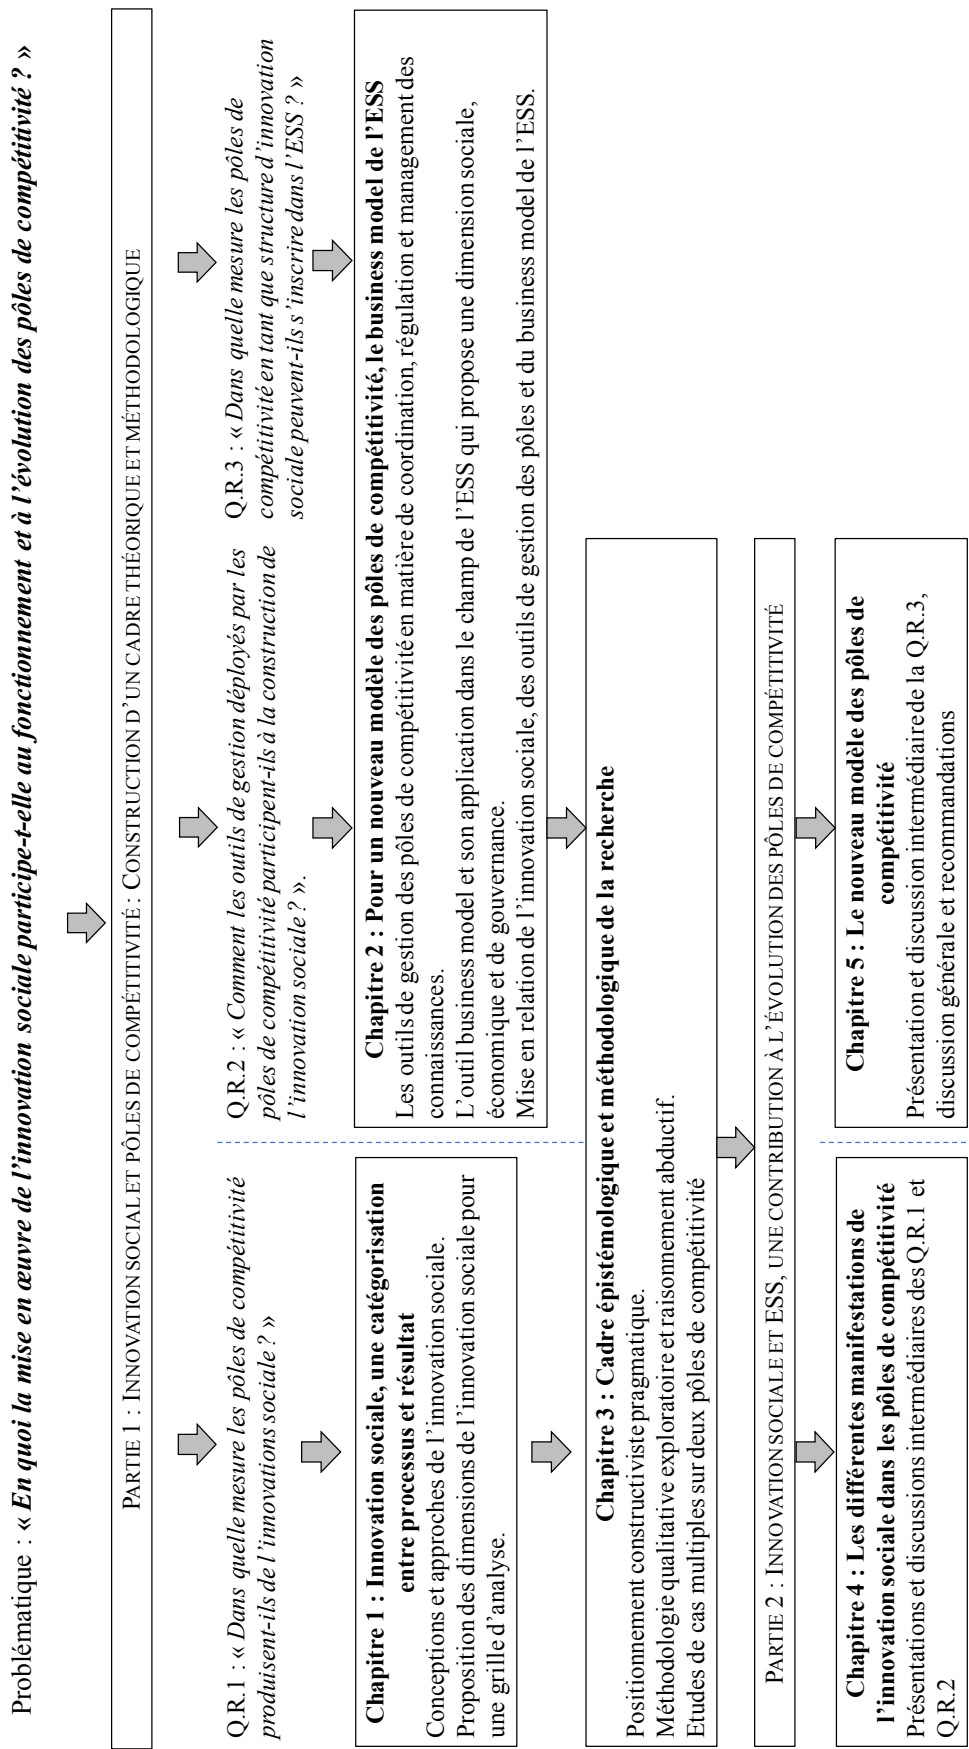 Problématique : « En quoi la mise en œuvre de l'innovation sociale participe-t-elle au fonctionnement et à l'évolution des pôles de compétitivité ? »
PARTIE 1 : INNOVATION SOCIAL ET PÔLES DE COMPÉTITIVITÉ : CONSTRUCTION D'UN CADRE THÉORIQUE ET MÉTHODOLOGIQUE
Q.R.1 : « Dans quelle mesure les pôles de compétitivité
produisent-ils de l'innovations sociale ? »
Q.R.2 : « Comment les outils de gestion déployés par les
pôles de compétitivité participent-ils à la construction de
l'innovation sociale ? ».
Q.R.3 : « Dans quelle mesure les pôles de
compétitivité en tant que structure d'innovation
sociale peuvent-ils s'inscrire dans l'ESS ? »
Chapitre 1 : Innovation sociale, une catégorisation
entre processus et résultat
Conceptions et approches de l'innovation sociale.
Proposition des dimensions de l'innovation sociale pour
une grille d'analyse.
Chapitre 2 : Pour un nouveau modèle des pôles de compétitivité, le business model de l'ESS
Les outils de gestion des pôles de compétitivité en matière de coordination, régulation et management des
connaissances.
L'outil business model et son application dans le champ de l'ESS qui propose une dimension sociale,
économique et de gouvernance.
Mise en relation de l'innovation sociale, des outils de gestion des pôles et du business model de l'ESS.
Chapitre 3 : Cadre épistémologique et méthodologique de la recherche
Positionnement constructiviste pragmatique.
Méthodologie qualitative exploratoire et raisonnement abductif.
Etudes de cas multiples sur deux pôles de compétitivité
PARTIE 2 : INNOVATION SOCIALE ET ESS, UNE CONTRIBUTION À L'ÉVOLUTION DES PÔLES DE COMPÉTITIVITÉ
Chapitre 4 : Les différentes manifestations de
l'innovation sociale dans les pôles de compétitivité
Présentations et discussions intermédiaires des Q.R.1 et
Q.R.2
Chapitre 5 : Le nouveau modèle des pôles de
compétitivité
Présentation et discussion intermédiaire de la Q.R.3,
discussion générale et recommandations